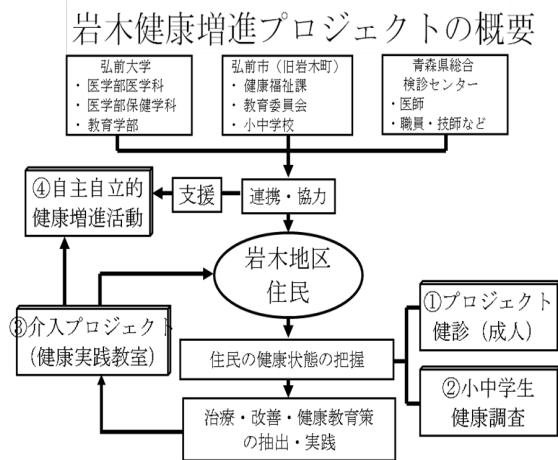 岩木健康増進プロジェクトの概要
弘前大学
・ 医学部医学科
・ 医学部保健学科
・ 教育学部
弘前市（旧岩木町）
・ 健康福祉課
・ 教育委員会
・ 小中学校
青森県総合
検診センター
・ 医師
・ 職員・技師など
④自主自立的
健康増進活動
支援
連携・協力
岩木地区
住民
①プロジェクト
健診（成人）
③介入プロジェクト
（健康実践教室）
住民の健康状態の把握
②小中学生
健康調査
治療・改善・健康教育策
の抽出・実践